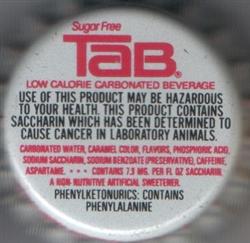 Sugar Free
TaB®
LOW CALORIE CARBONATED BEVERAGE
USE OF THIS PRODUCT MAY BE HAZARDOUS
TO YOUR HEALTH. THIS PRODUCT CONTAINS
SACCHARIN WHICH HAS BEEN DETERMINED TO
CAUSE CANCER IN LABORATORY ANIMALS.
CARBONATED WATER, CARAMEL COLOR, FLAVORS, PHOSPHORIC ACID,
SODIUM SACCHARIN, SODIUM BENZOATE (PRESERVATIVE), CAFFEINE,
ASPARTAME. *** CONTAINS 7.9 MG. PER FL OZ SACCHARIN,
A NON-NUTRITIVE ARTIFICIAL SWEETENER.
PHENYLKETONURICS: CONTAINS
PHENYLALANINE